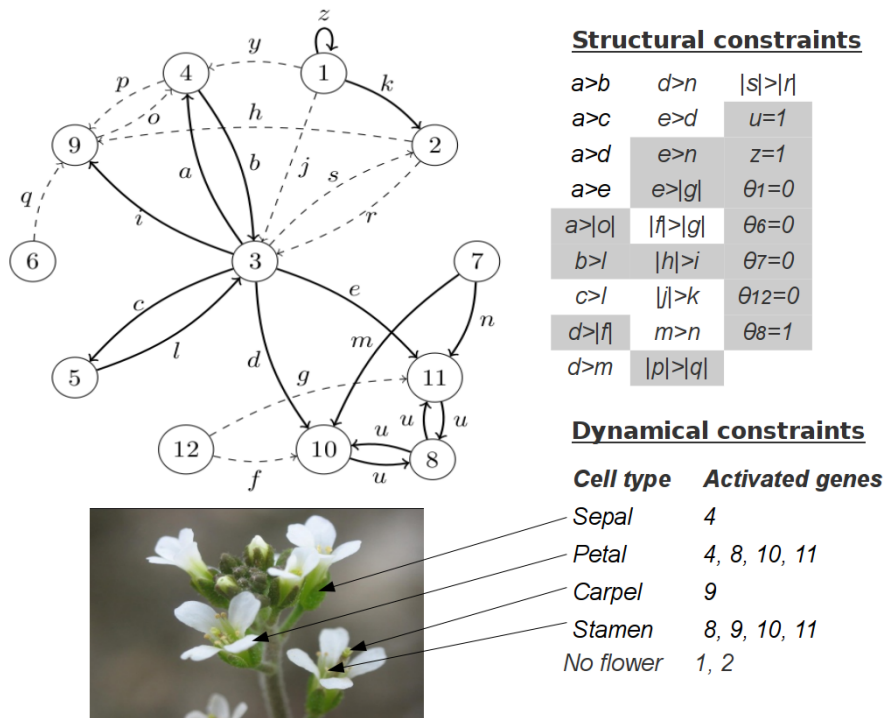 z
y
4
1
p
k
o
h
9
2
a
b
j
s
q
r
i
6
3
7
c
e
l
m
n
d
5
g
11
u
u
12
10
u
8
f
u
Structural constraints
a>b d>n |s|>|r|
a>c e>d u=1
a>d e>n z=1
a>e e>|g| θ1=0
a>|o| |f|>|g| θ6=0
b>l |h|>i θ7=0
c>l |j|>k θ12=0
d>|f| m>n θ8=1
d>m |p|>|q|
Dynamical constraints
Cell type Activated genes
Sepal 4
Petal 4, 8, 10, 11
Carpel 9
Stamen 8, 9, 10, 11
No flower 1, 2